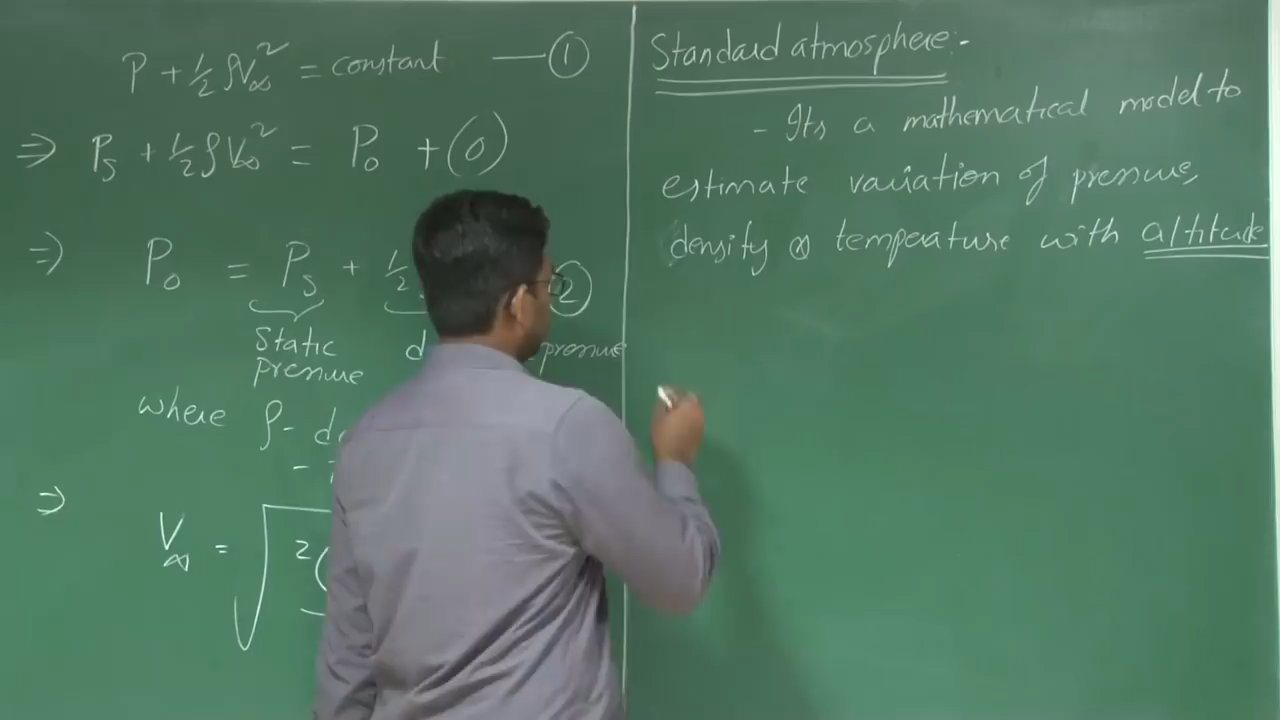 P + 1/2 ρV∞² = constant — ①
⇒ Ps + 1/2 ρV∞² = P₀ + (0)
⇒ P₀ = Ps + 1/2 ②
Static pressure
pressure
where ρ -
⇒ V∞ = √ 2(
Standard atmosphere:-
- Its a mathematical model to
estimate variation of pressure,
density & temperature with altitude